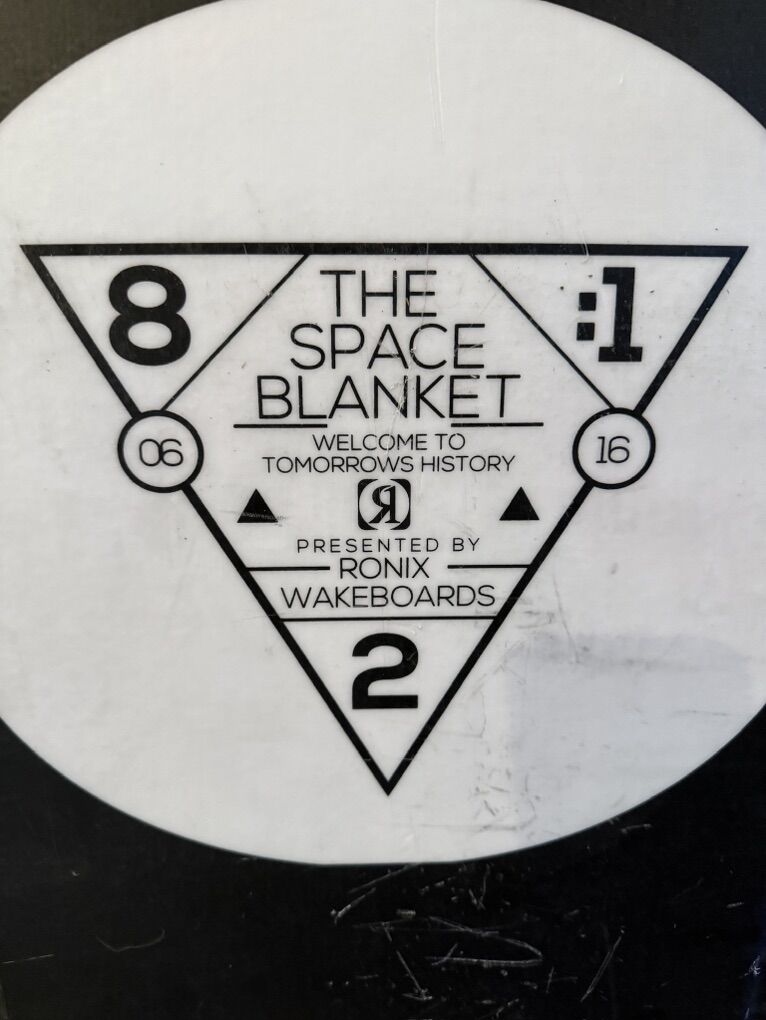 8
:1
THE
SPACE
BLANKET
06
16
WELCOME TO
TOMORROWS HISTORY
R
PRESENTED BY
RONIX
WAKEBOARDS
2